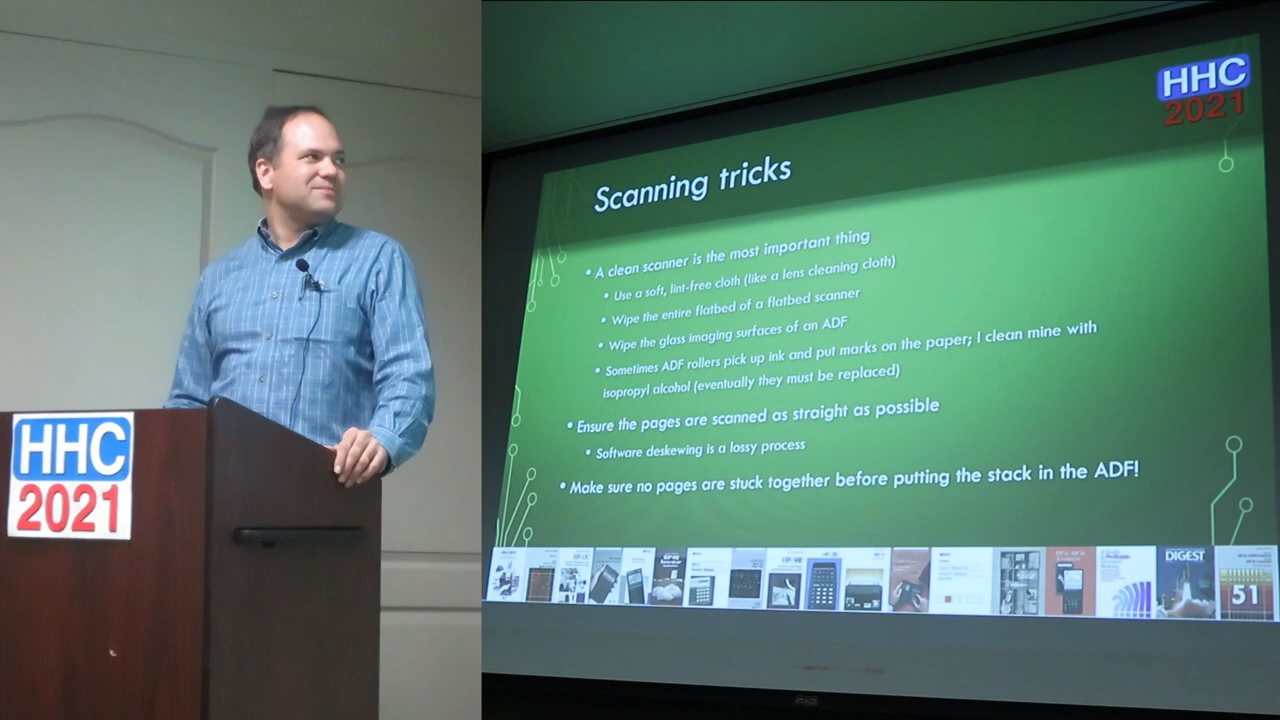 HHC
2021
HHC
2021
Scanning tricks
• A clean scanner is the most important thing
• Use a soft, lint-free cloth (like a lens cleaning cloth)
• Wipe the entire flatbed of a flatbed scanner
• Wipe the glass imaging surfaces of an ADF
• Sometimes ADF rollers pick up ink and put marks on the paper; I clean mine with
isopropyl alcohol (eventually they must be replaced)
• Ensure the pages are scanned as straight as possible
• Software deskewing is a lossy process
• Make sure no pages are stuck together before putting the stack in the ADF!
DIGEST
51